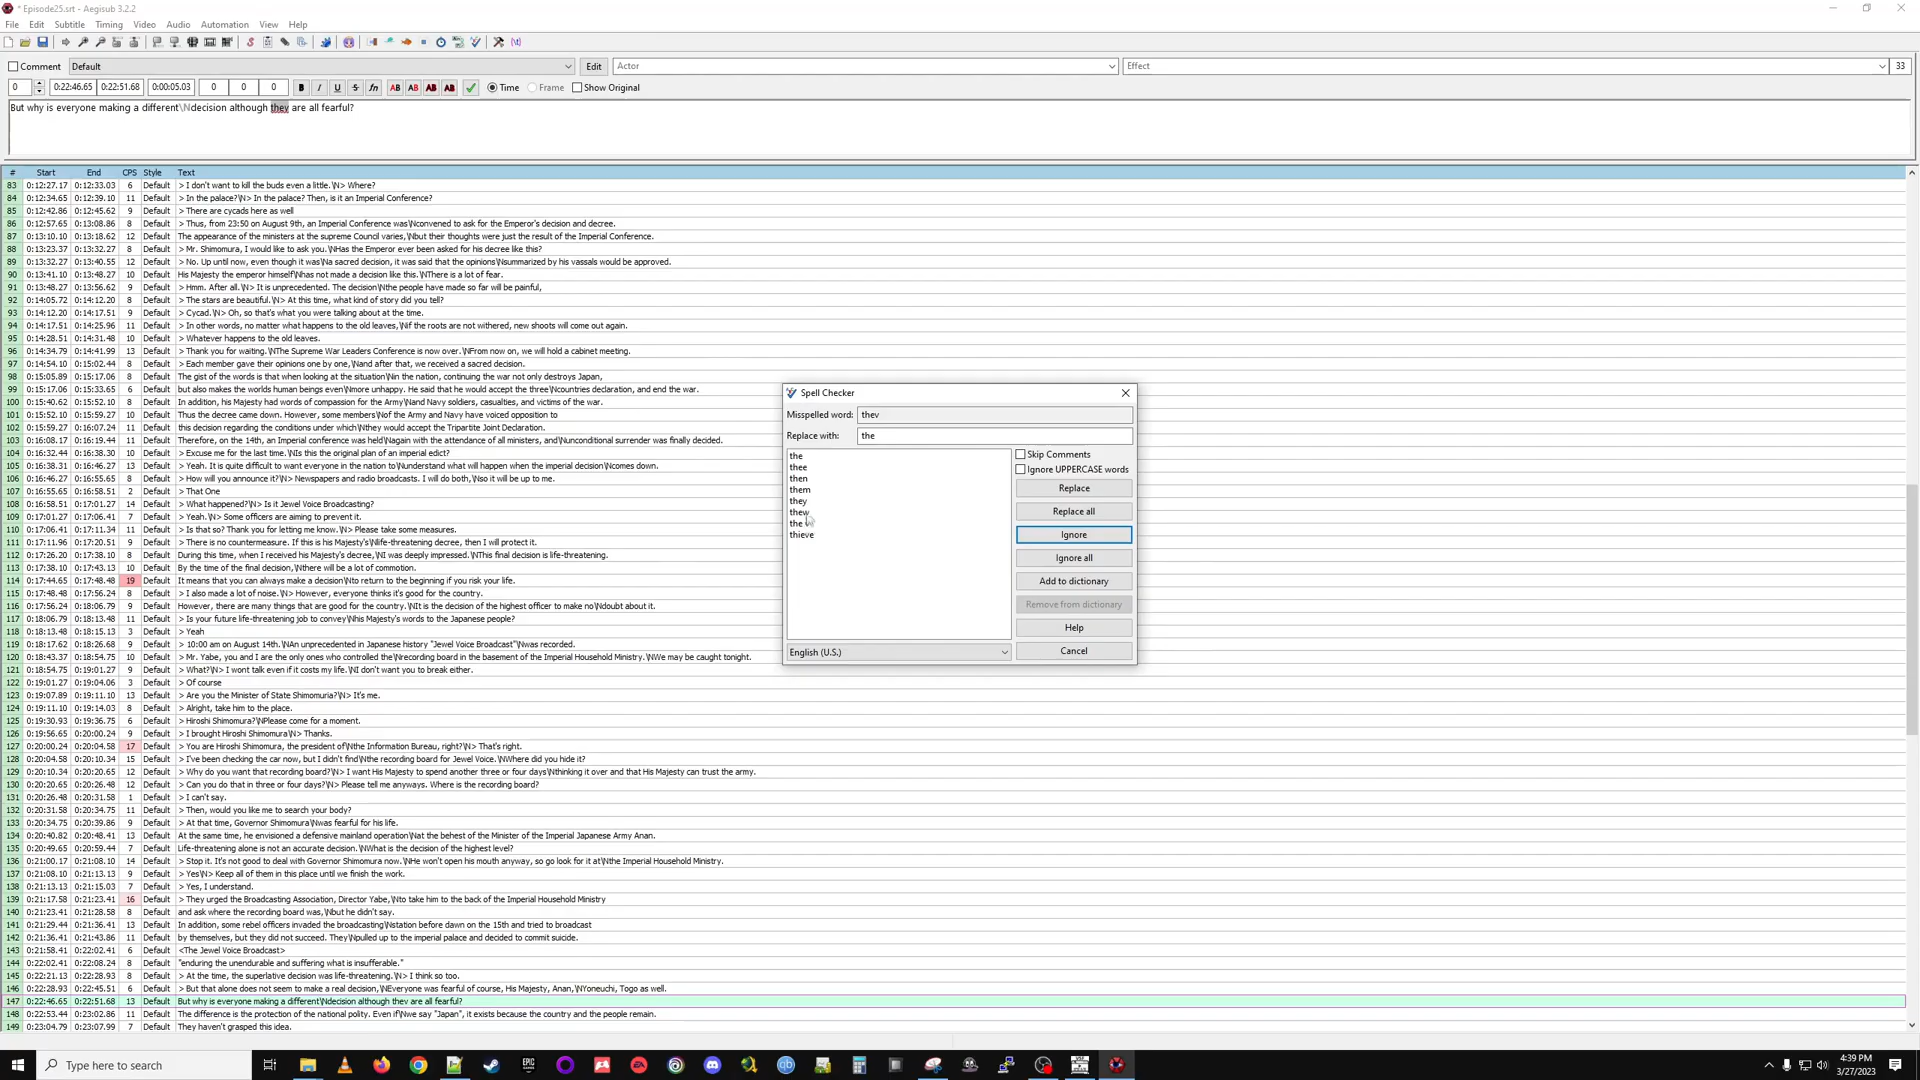 * Episode25.srt - Aegisub 3.2.2
File Edit Subtitle Timing Video Audio Automation View Help
Comment Default Edit Actor Effect 33
0 0:22:46.65 0:22:51.68 0:00:05.03 0 0 0 B I U S fn AB AB AB AB Time Frame Show Original
But why is everyone making a different\Ndecision although thev are all fearful?
# Start End CPS Style Text
83 0:12:27.17 0:12:33.03 6 Default > I don't want to kill the buds even a little.\N> Where?
84 0:12:34.65 0:12:39.10 11 Default > In the palace?\N> In the palace? Then, is it an Imperial Conference?
85 0:12:42.86 0:12:45.62 9 Default > There are cycads here as well
86 0:12:57.65 0:13:08.86 8 Default > Thus, from 23:50 on August 9th, an Imperial Conference was\Nconvened to ask for the Emperor's decision and decree.
87 0:13:10.10 0:13:18.62 12 Default The appearance of the ministers at the supreme Council varies,\Nbut their thoughts were just the result of the Imperial Conference.
88 0:13:23.37 0:13:32.27 8 Default > Mr. Shimomura, I would like to ask you.\NHas the Emperor ever been asked for his decree like this?
89 0:13:32.27 0:13:40.55 12 Default > No. Up until now, even though it was\Na sacred decision, it was said that the opinions\Nsummarized by his vassals would be approved.
90 0:13:41.10 0:13:48.27 10 Default His Majesty the emperor himself\Nhas not made a decision like this.\NThere is a lot of fear.
91 0:13:48.27 0:13:56.62 9 Default > Hmm. After all.\N> It is unprecedented. The decision\Nthe people have made so far will be painful,
92 0:14:05.72 0:14:12.20 8 Default > The stars are beautiful.\N> At this time, what kind of story did you tell?
93 0:14:12.20 0:14:17.51 9 Default > Cycad.\N> Oh, so that's what you were talking about at the time.
94 0:14:17.51 0:14:25.96 11 Default > In other words, no matter what happens to the old leaves,\Nif the roots are not withered, new shoots will come out again.
95 0:14:28.51 0:14:31.48 10 Default > Whatever happens to the old leaves.
96 0:14:34.79 0:14:41.99 13 Default > Thank you for waiting.\NThe Supreme War Leaders Conference is now over.\NFrom now on, we will hold a cabinet meeting.
97 0:14:54.10 0:15:02.44 8 Default > Each member gave their opinions one by one,\Nand after that, we received a sacred decision.
98 0:15:05.89 0:15:17.06 8 Default The gist of the words is that when looking at the situation\Nin the nation, continuing the war not only destroys Japan,
99 0:15:17.06 0:15:33.65 6 Default but also makes the worlds human beings even\Nmore unhappy. He said that he would accept the three\Ncountries declaration, and end the war.
100 0:15:40.62 0:15:52.10 8 Default In addition, his Majesty had words of compassion for the Army\Nand Navy soldiers, casualties, and victims of the war.
101 0:15:52.10 0:15:59.27 10 Default Thus the decree came down. However, some members\Nof the Army and Navy have voiced opposition to
102 0:15:59.27 0:16:07.24 11 Default this decision regarding the conditions under which\Nthey would accept the Tripartite Joint Declaration.
103 0:16:08.17 0:16:19.44 11 Default Therefore, on the 14th, an Imperial conference was held\Nagain with the attendance of all ministers, and\Nunconditional surrender was finally decided.
104 0:16:32.44 0:16:38.30 10 Default > Excuse me for the last time.\NIs this the original plan of an imperial edict?
105 0:16:38.31 0:16:46.27 13 Default > Yeah. It is quite difficult to want everyone in the nation to\Nunderstand what will happen when the imperial decision\Ncomes down.
106 0:16:46.27 0:16:55.65 8 Default > How will you announce it?\N> Newspapers and radio broadcasts. I will do both,\Nso it will be up to me.
107 0:16:55.65 0:16:58.51 2 Default > That One
108 0:16:58.51 0:17:01.27 14 Default > What happened?\N> Is it Jewel Voice Broadcasting?
109 0:17:01.27 0:17:06.41 7 Default > Yeah.\N> Some officers are aiming to prevent it.
110 0:17:06.41 0:17:11.34 11 Default > Is that so? Thank you for letting me know.\N> Please take some measures.
111 0:17:11.96 0:17:20.51 9 Default > There is no countermeasure. If this is his Majesty's\Nlife-threatening decree, then I will protect it.
112 0:17:26.20 0:17:38.10 8 Default During this time, when I received his Majesty's decree,\NI was deeply impressed.\NThis final decision is life-threatening.
113 0:17:38.10 0:17:43.27 10 Default By the time of the final decision,\Nthere will be a lot of commotion.
114 0:17:44.65 0:17:48.48 19 Default It means that you can always make a decision\Nto return to the beginning if you risk your life.
115 0:17:48.48 0:17:56.24 8 Default > I also made a lot of noise.\N> However, everyone thinks it's good for the country.
116 0:17:56.24 0:18:06.79 9 Default However, there are many things that are good for the country. \NIt is the decision of the highest officer to make no\Ndoubt about it.
117 0:18:06.79 0:18:13.48 11 Default > Is your future life-threatening job to convey\Nhis Majesty's words to the Japanese people?
118 0:18:13.48 0:18:15.13 3 Default > Yeah
119 0:18:17.62 0:18:26.68 9 Default > 10:00 am on August 14th.\NAn unprecedented in Japanese history "Jewel Voice Broadcast"\Nwas recorded.
120 0:18:43.37 0:18:54.75 10 Default > Mr. Yabe, you and I are the only ones who controlled the\Nrecording board in the basement of the Imperial Household Ministry.\NWe may be caught tonight.
121 0:18:54.75 0:19:01.27 9 Default > What?\N> I wont talk even if it costs my life.\NI don't want you to break either.
122 0:19:01.27 0:19:04.06 3 Default > Of course
123 0:19:07.89 0:19:11.10 13 Default > Are you the Minister of State Shimomuria?\N> It's me.
124 0:19:11.10 0:19:14.03 8 Default > Alright, take him to the place.
125 0:19:30.93 0:19:36.75 6 Default > Hiroshi Shimomura?\NPlease come for a moment.
126 0:19:56.65 0:20:00.24 9 Default > I brought Hiroshi Shimomura\N> Thanks.
127 0:20:00.24 0:20:04.58 17 Default > You are Hiroshi Shimomura, the president of\Nthe Information Bureau, right?\N> That's right.
128 0:20:04.58 0:20:10.34 15 Default > I've been checking the car now, but I didn't find\Nthe recording board for Jewel Voice. \NWhere did you hide it?
129 0:20:10.34 0:20:20.65 12 Default > Why do you want that recording board?\N> I want His Majesty to spend another three or four days\Nthinking it over and that His Majesty can trust the army.
130 0:20:20.65 0:20:26.48 12 Default > Can you do that in three or four days?\N> Please tell me anyways. Where is the recording board?
131 0:20:26.48 0:20:31.58 1 Default > I can't say.
132 0:20:31.58 0:20:34.75 11 Default > Then, would you like me to search your body?
133 0:20:34.75 0:20:39.86 9 Default > At that time, Governor Shimomura\Nwas fearful for his life.
134 0:20:40.82 0:20:48.41 13 Default At the same time, he envisioned a defensive mainland operation\Nat the behest of the Minister of the Imperial Japanese Army Anan.
135 0:20:49.65 0:20:59.44 7 Default Life-threatening alone is not an accurate decision.\NWhat is the decision of the highest level?
136 0:21:00.17 0:21:08.10 14 Default > Stop it. It's not good to deal with Governor Shimomura now.\NHe won't open his mouth anyway, so go look for it at\Nthe Imperial Household Ministry.
137 0:21:08.10 0:21:13.13 9 Default > Yes\N> Keep all of them in this place until we finish the work.
138 0:21:13.13 0:21:15.03 7 Default > Yes, I understand.
139 0:21:17.58 0:21:23.41 16 Default > They urged the Broadcasting Association, Director Yabe,\Nto take him to the back of the Imperial Household Ministry
140 0:21:23.41 0:21:28.58 8 Default and ask where the recording board was,\Nbut he didn't say.
141 0:21:29.44 0:21:36.41 13 Default > In addition, some rebel officers invaded the broadcasting\Nstation before dawn on the 15th and tried to broadcast
142 0:21:36.41 0:21:43.86 11 Default by themselves, but they did not succeed. They\Npulled up to the imperial palace and decided to commit suicide.
143 0:21:58.41 0:22:02.41 6 Default <The Jewel Voice Broadcast>
144 0:22:02.41 0:22:08.24 8 Default "enduring the unendurable and suffering what is insufferable."
145 0:22:21.13 0:22:28.93 8 Default > At the time, the superlative decision was life-threatening.\N> I think so too.
146 0:22:28.93 0:22:45.51 6 Default > But that alone does not seem to make a real decision,\NEveryone was fearful of course, His Majesty, Anan,\NYoneuchi, Togo as well.
147 0:22:46.65 0:22:51.68 13 Default But why is everyone making a different\Ndecision although thev are all fearful?
148 0:22:53.44 0:23:02.86 11 Default The difference is the protection of the national polity. Even if\Nwe say "Japan", it exists because the country and the people remain.
149 0:23:04.79 0:23:07.99 7 Default They haven't grasped this idea.
Spell Checker
Misspelled word: thev
Replace with: the
the
thee
then
them
they
thew
the v
thieve
Skip Comments
Ignore UPPERCASE words
Replace
Replace all
Ignore
Ignore all
Add to dictionary
Remove from dictionary
Help
English (U.S.) Cancel
Type here to search
4:39 PM
3/27/2023